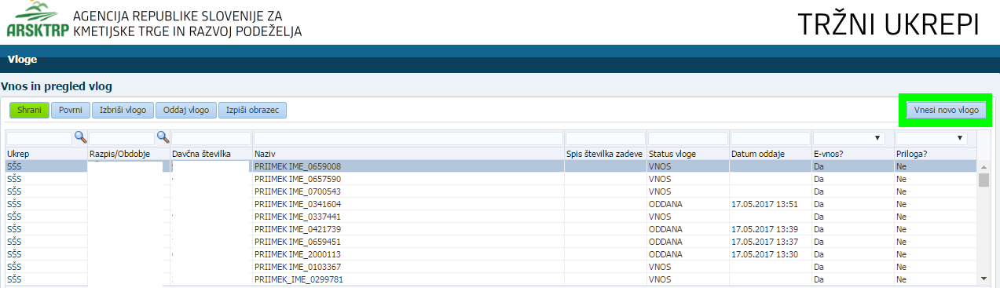 ARSKTRP
AGENCIJA REPUBLIKE SLOVENIJE ZA
KMETIJSKE TRGE IN RAZVOJ PODEŽELJA
TRŽNI UKREPI
Vloge
Vnos in pregled vlog
Shrani Povrni Izbriši vlogo Oddaj vlogo Izpiši obrazec Vnesi novo vlogo
Ukrep Razpis/Obdobje Davčna številka Naziv Spis številka zadeve Status vloge Datum oddaje E-vnos? Priloga?
SŠS PRIIMEK IME_0659008 VNOS Da Ne
SŠS PRIIMEK IME_0657590 VNOS Da Ne
SŠS PRIIMEK IME_0700543 VNOS Da Ne
SŠS PRIIMEK IME_0341604 ODDANA 17.05.2017 13:51 Da Ne
SŠS PRIIMEK IME_0337441 VNOS Da Ne
SŠS PRIIMEK IME_0421739 ODDANA 17.05.2017 13:39 Da Ne
SŠS PRIIMEK IME_0659451 ODDANA 17.05.2017 13:37 Da Ne
SŠS PRIIMEK IME_2000113 ODDANA 17.05.2017 13:30 Da Ne
SŠS PRIIMEK IME_0103367 VNOS Da Ne
SŠS PRIIMEK_IME_0299781 VNOS Da Ne